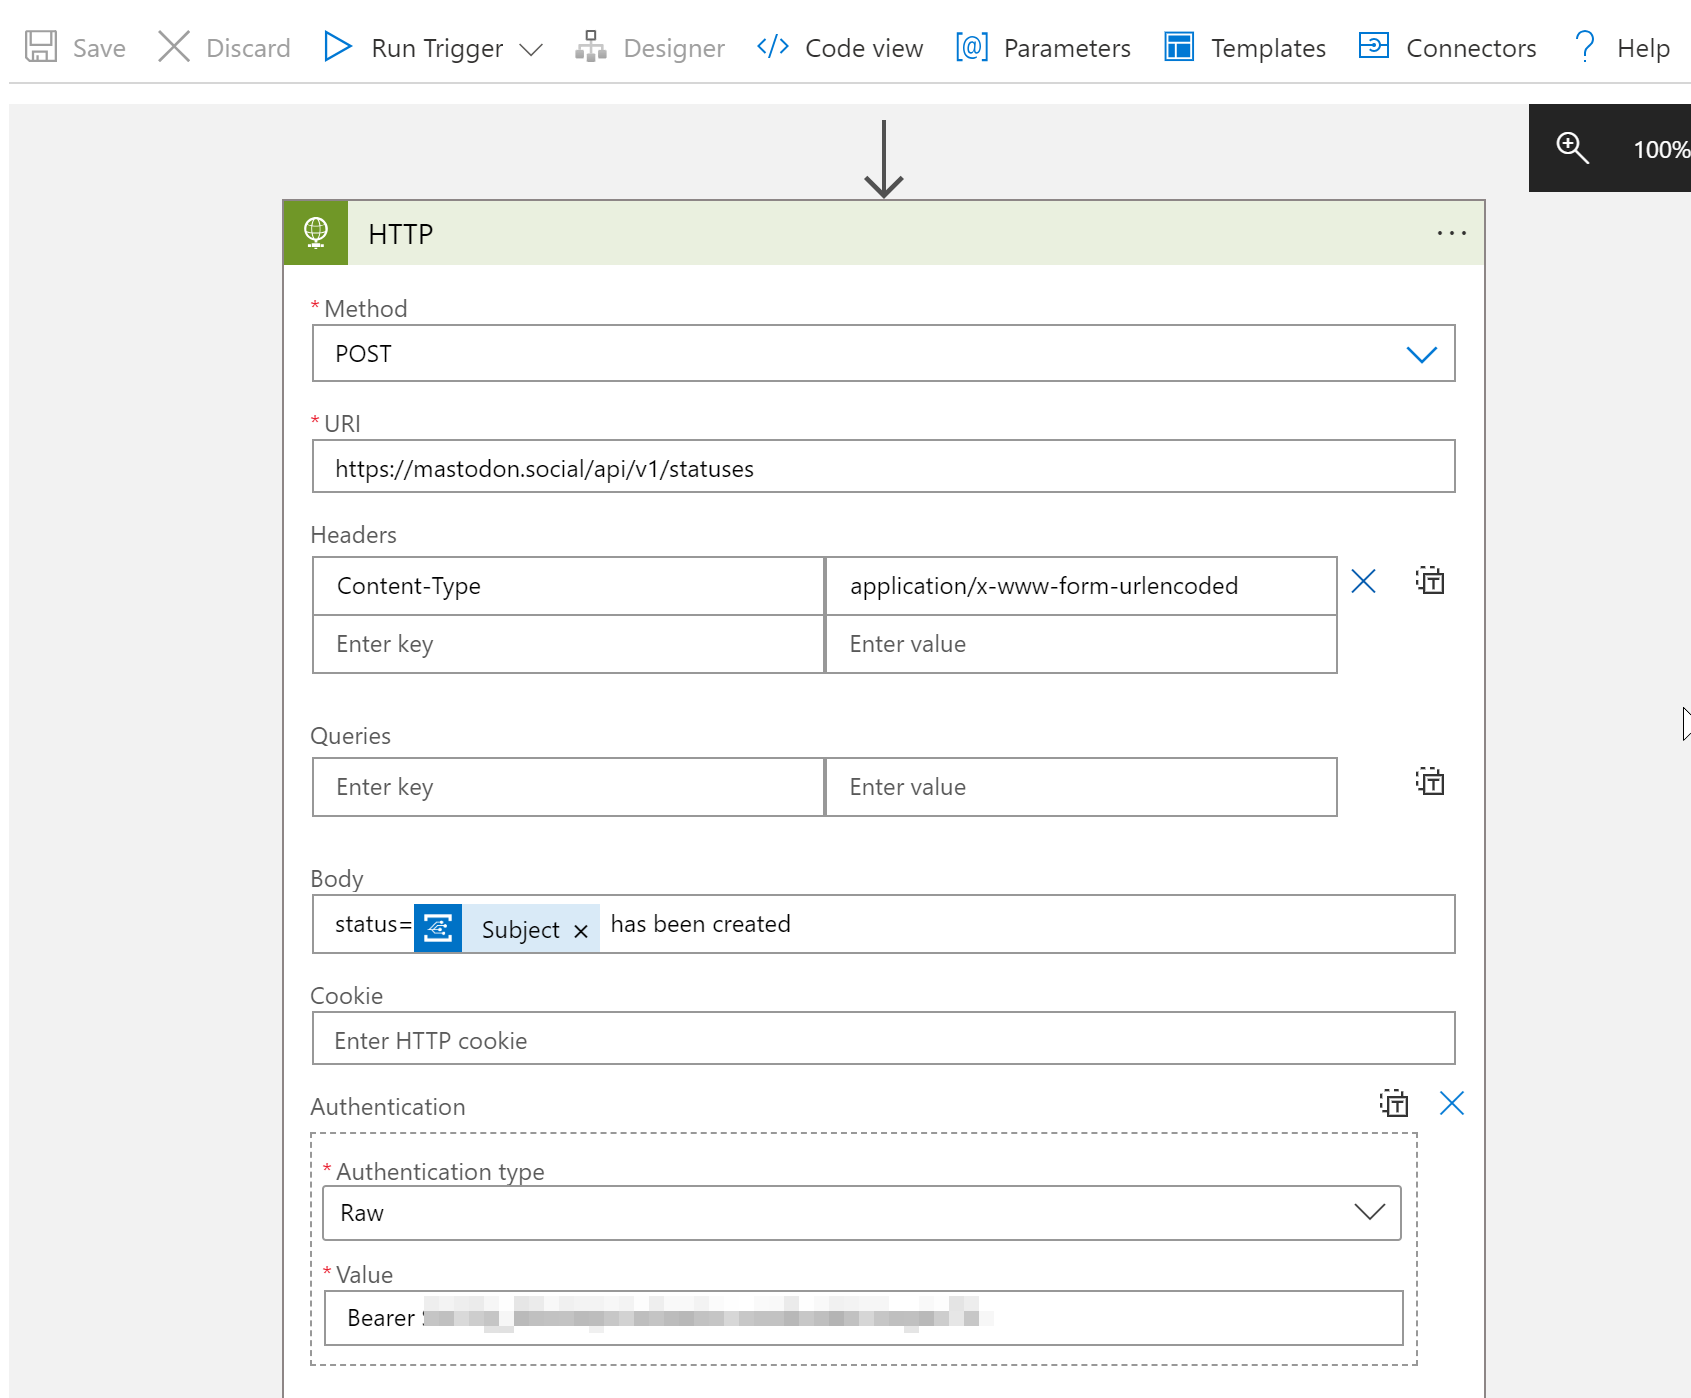 Save Discard Run Trigger Designer </> Code view [@] Parameters Templates Connectors ? Help
100%
HTTP ...
* Method
POST
* URI
https://mastodon.social/api/v1/statuses
Headers
Content-Type application/x-www-form-urlencoded
Enter key Enter value
Queries
Enter key Enter value
Body
status= Subject × has been created
Cookie
Enter HTTP cookie
Authentication
* Authentication type
Raw
* Value
Bearer